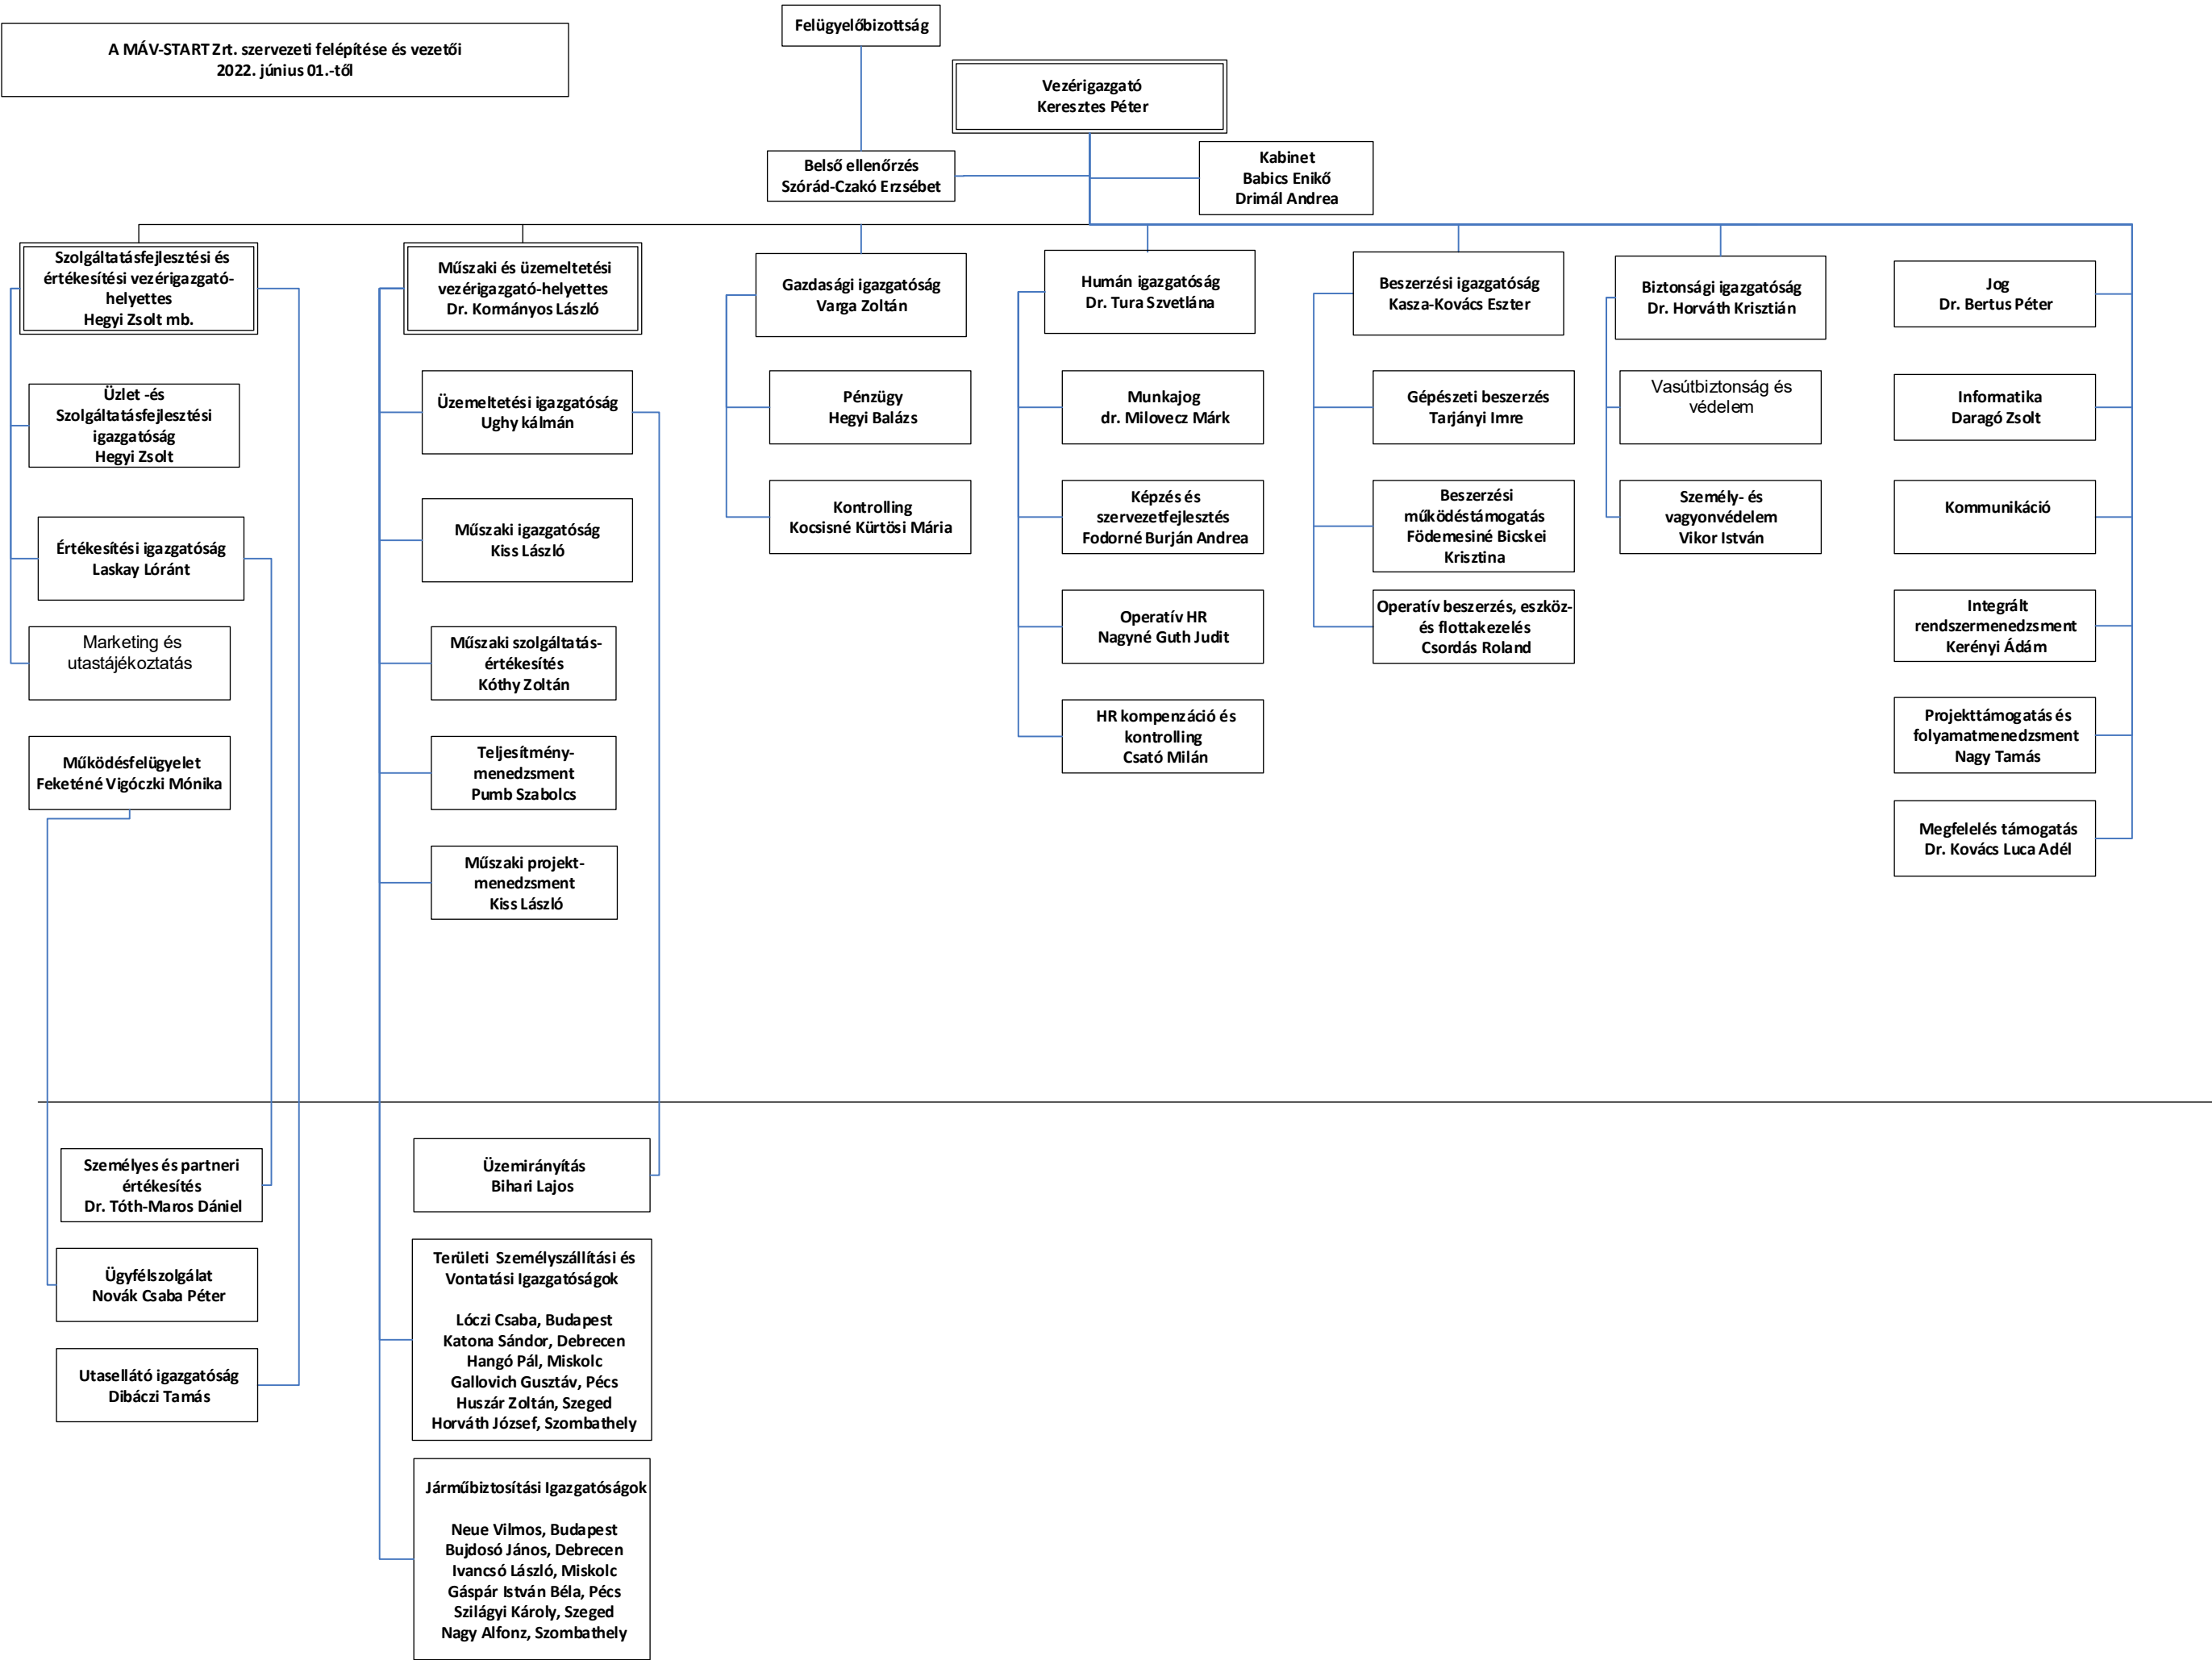 A MÁV-START Zrt. szervezeti felépítése és vezetői
2022. június 01.-től
Felügyelőbizottság
Vezérigazgató
Keresztes Péter
Belső ellenőrzés
Szórád-Czakó Erzsébet
Kabinet
Babics Enikő
Drimál Andrea
Szolgáltatásfejlesztési és
értékesítési vezérigazgató-
helyettes
Hegyi Zsolt mb.
Üzlet -és
Szolgáltatásfejlesztési
igazgatóság
Hegyi Zsolt
Értékesítési igazgatóság
Laskay Lóránt
Marketing és
utastájékoztatás
Működésfelügyelet
Feketéné Vigóczki Mónika
Műszaki és üzemeltetési
vezérigazgató-helyettes
Dr. Kormányos László
Üzemeltetési igazgatóság
Ughy kálmán
Műszaki igazgatóság
Kiss László
Műszaki szolgáltatás-
értékesítés
Kóthy Zoltán
Teljesítmény-
menedzsment
Pumb Szabolcs
Műszaki projekt-
menedzsment
Kiss László
Gazdasági igazgatóság
Varga Zoltán
Pénzügy
Hegyi Balázs
Kontrolling
Kocsisné Kürtösi Mária
Humán igazgatóság
Dr. Tura Szvetlána
Munkajog
dr. Milovecz Márk
Képzés és
szervezetfejlesztés
Fodorné Burján Andrea
Operatív HR
Nagyné Guth Judit
HR kompenzáció és
kontrolling
Csató Milán
Beszerzési igazgatóság
Kasza-Kovács Eszter
Gépészeti beszerzés
Tarjányi Imre
Beszerzési
működéstámogatás
Födemesiné Bicskei
Krisztina
Operatív beszerzés, eszköz-
és flottakezelés
Csordás Roland
Biztonsági igazgatóság
Dr. Horváth Krisztián
Vasútbiztonság és
védelem
Személy- és
vagyonvédelem
Vikor István
Jog
Dr. Bertus Péter
Informatika
Daragó Zsolt
Kommunikáció
Integrált
rendszermenedzsment
Kerényi Ádám
Projekttámogatás és
folyamatmenedzsment
Nagy Tamás
Megfelelés támogatás
Dr. Kovács Luca Adél
Személyes és partneri
értékesítés
Dr. Tóth-Maros Dániel
Ügyfélszolgálat
Novák Csaba Péter
Utasellátó igazgatóság
Dibáczi Tamás
Üzemirányítás
Bihari Lajos
Területi Személyszállítási és
Vontatási Igazgatóságok
Lóczi Csaba, Budapest
Katona Sándor, Debrecen
Hangó Pál, Miskolc
Gallovich Gusztáv, Pécs
Huszár Zoltán, Szeged
Horváth József, Szombathely
Járműbiztosítási Igazgatóságok
Neue Vilmos, Budapest
Bujdosó János, Debrecen
Ivancsó László, Miskolc
Gáspár István Béla, Pécs
Szilágyi Károly, Szeged
Nagy Alfonz, Szombathely